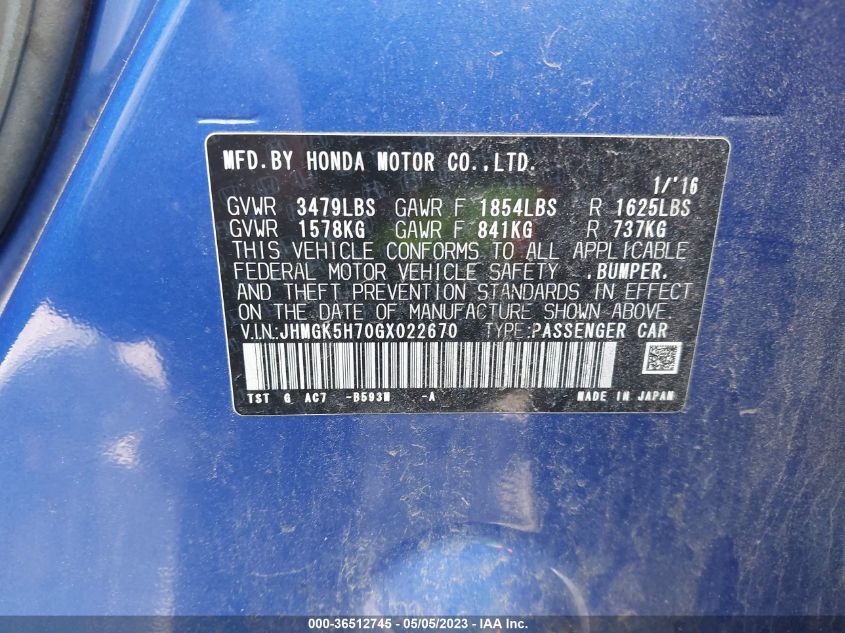 MFD.BY HONDA MOTOR CO.,LTD.
1/'16
GVWR 3479LBS GAWR F 1854LBS R 1625LBS
GVWR 1578KG GAWR F 841KG R 737KG
THIS VEHICLE CONFORMS TO ALL APPLICABLE
FEDERAL MOTOR VEHICLE SAFETY ,BUMPER,
AND THEFT PREVENTION STANDARDS IN EFFECT
ON THE DATE OF MANUFACTURE SHOWN ABOVE.
V.I.N.:JHMGK5H70GX022670 TYPE:PASSENGER CAR
TST G AC7 -B593M -A MADE IN JAPAN
000-36512745 - 05/05/2023 - IAA Inc.